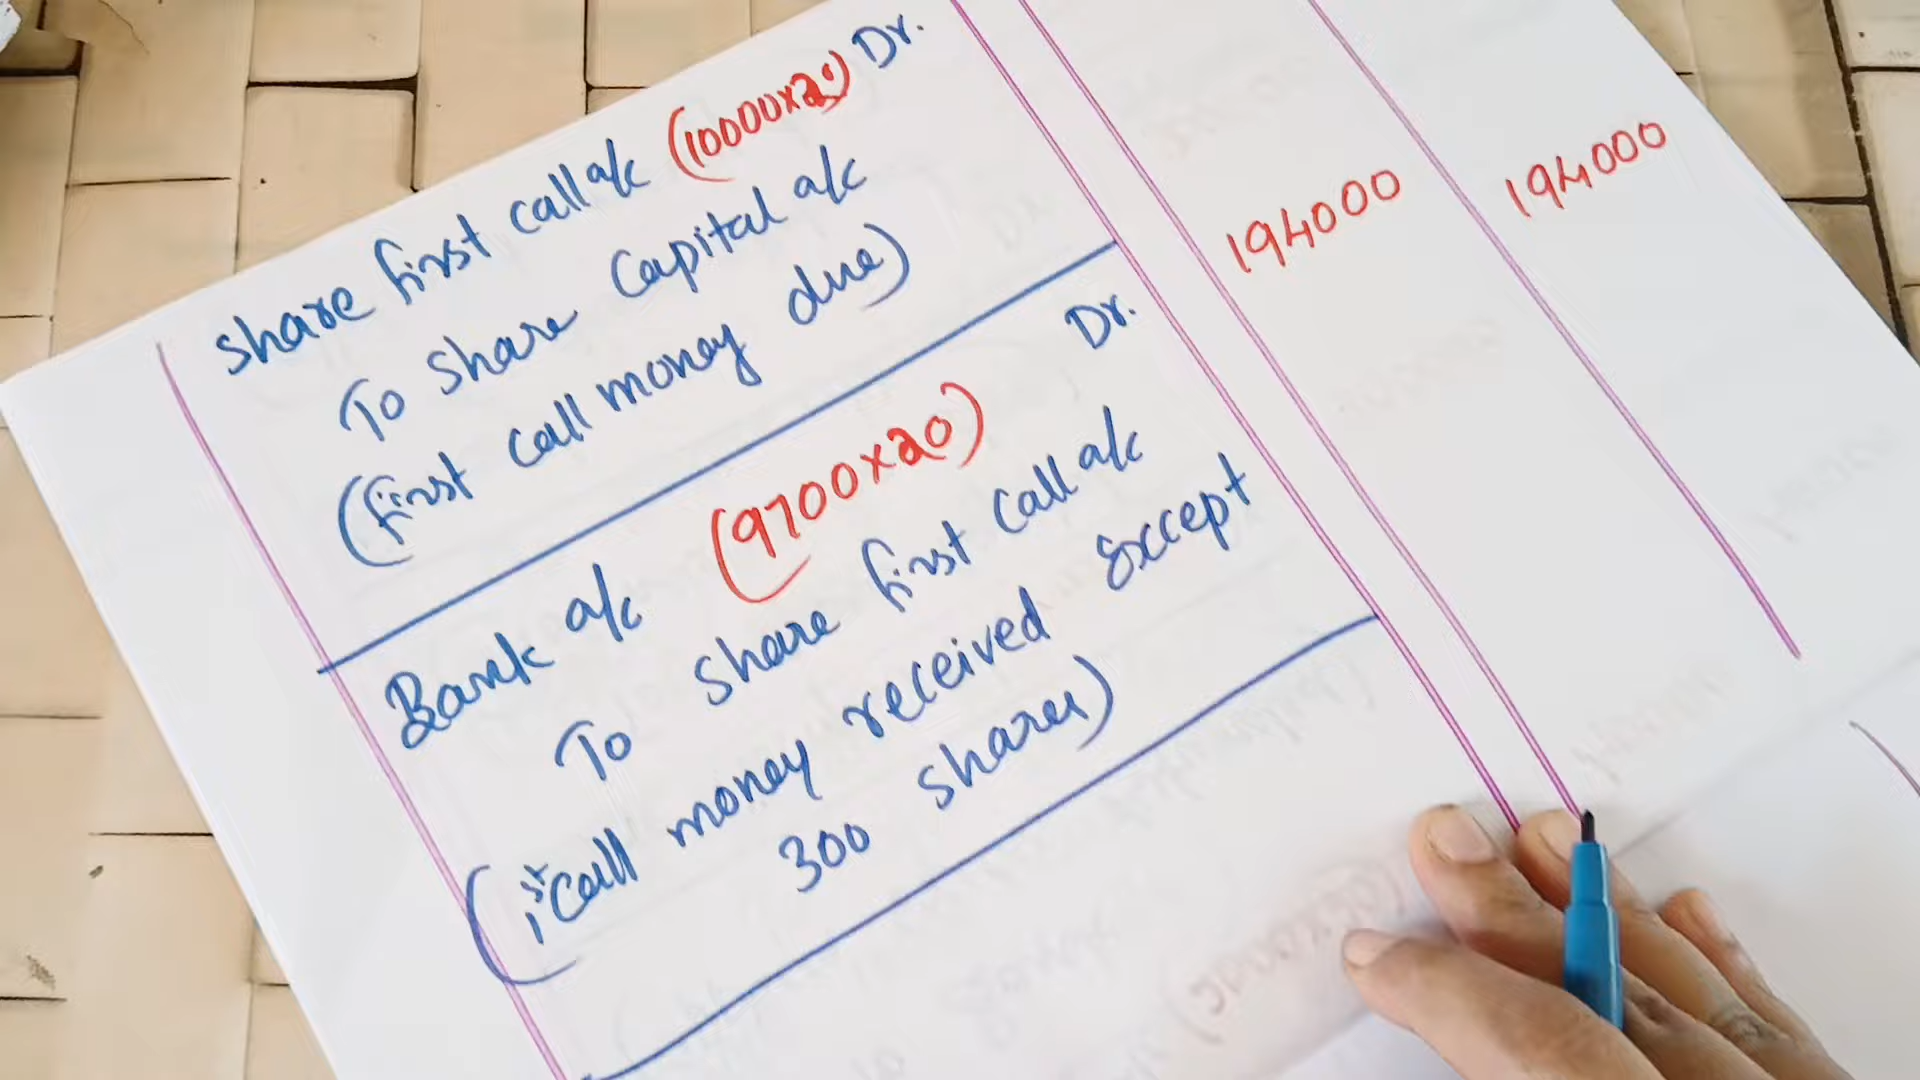 Share first call a/c (10000x20) Dr.
To Share Capital a/c
(first call money due)
Bank a/c (9700x20) Dr.
To share first call a/c
(1st call money received except
300 shares)
194000
194000